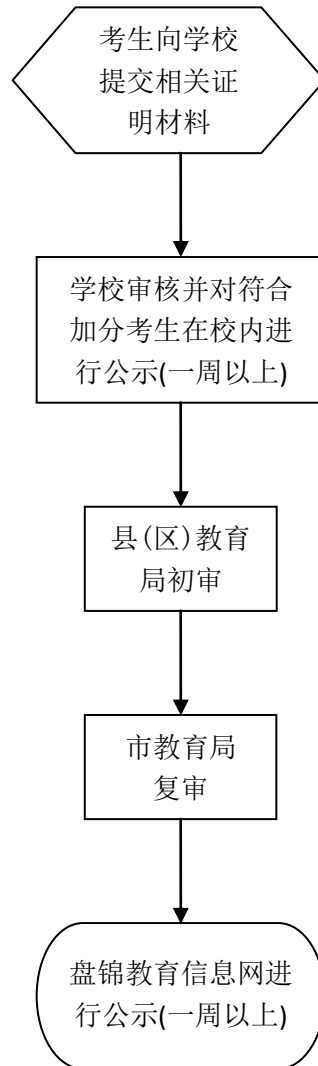 考生向学校
提交相关证
明材料
学校审核并对符合
加分考生在校内进
行公示(一周以上)
县(区)教育
局初审
市教育局
复审
盘锦教育信息网进
行公示(一周以上)